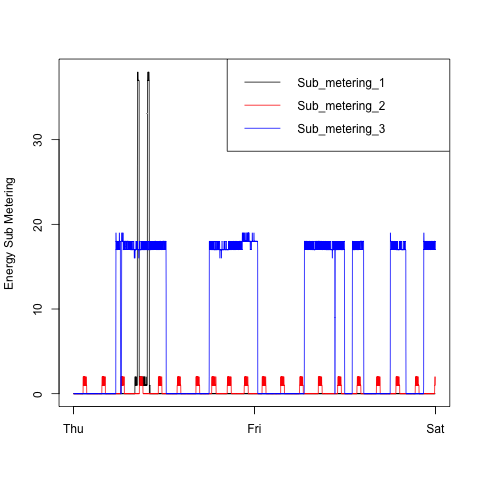 Sub_metering_1
Sub_metering_2
Sub_metering_3
Energy Sub Metering
30
20
10
0
Thu Fri Sat